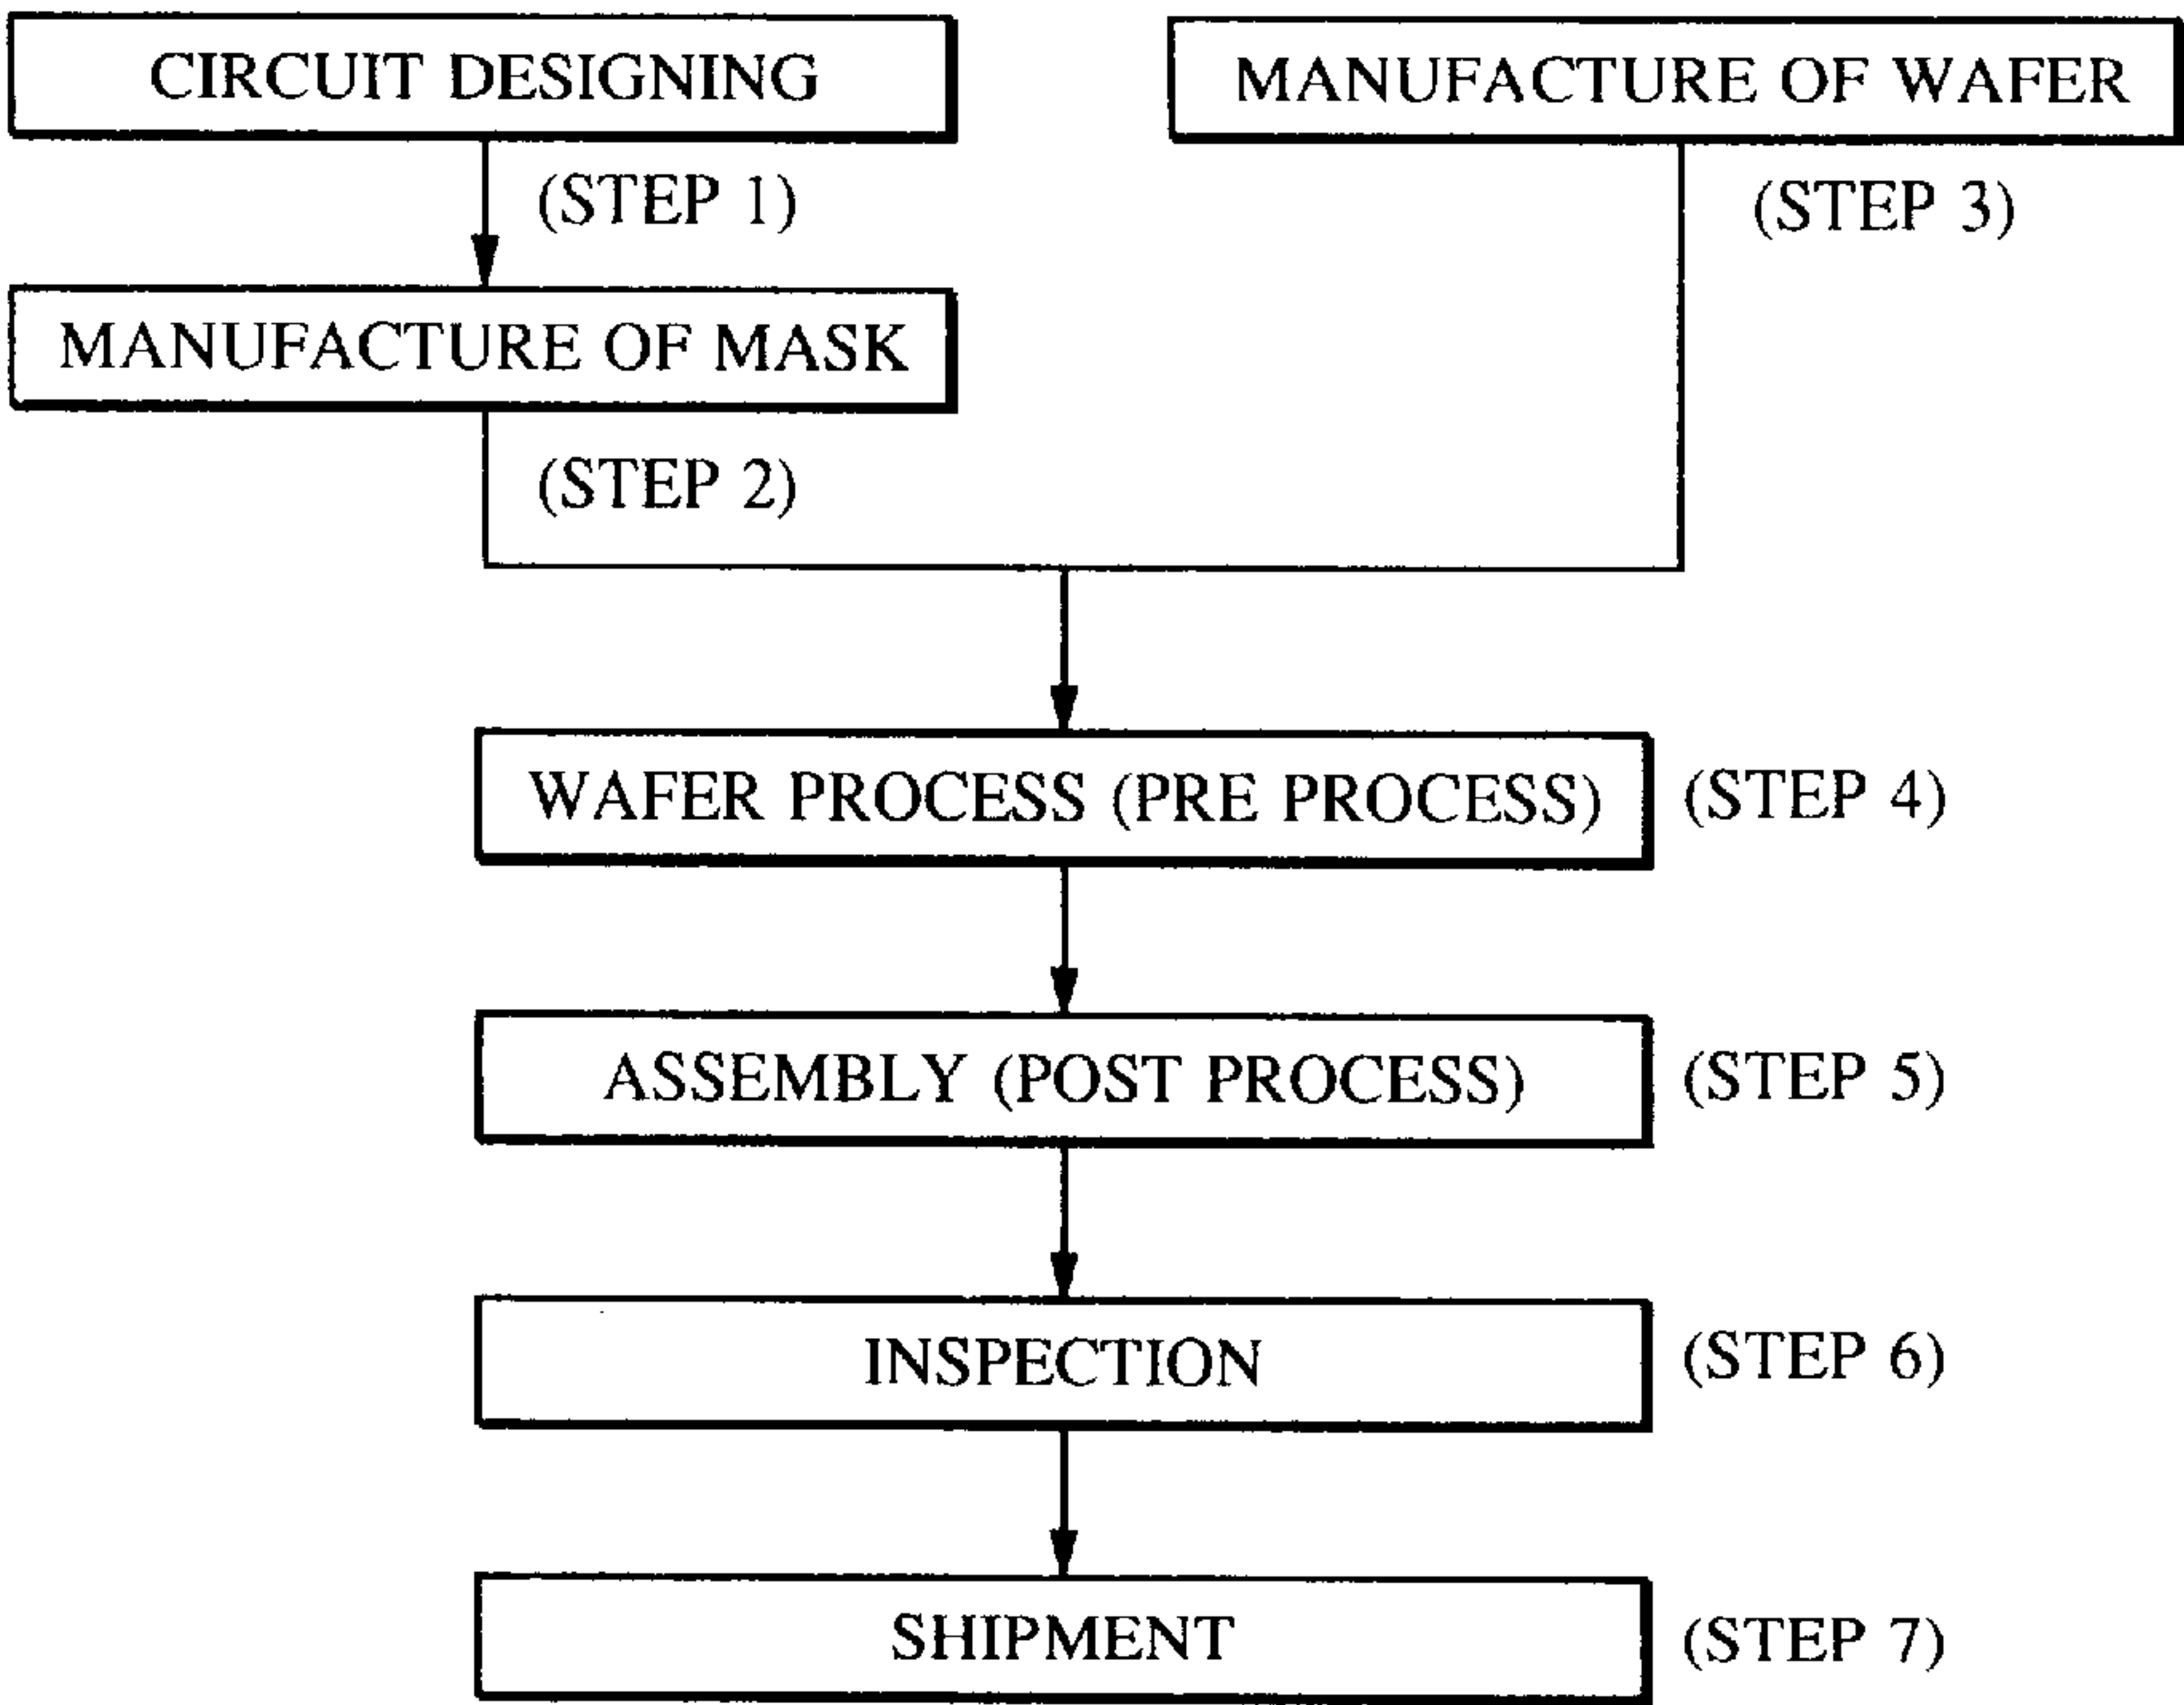 CIRCUIT DESIGNING
MANUFACTURE OF WAFER
(STEP 1)
(STEP 3)
MANUFACTURE OF MASK
(STEP 2)
WAFER PROCESS (PRE PROCESS)
(STEP 4)
ASSEMBLY (POST PROCESS)
(STEP 5)
INSPECTION
(STEP 6)
SHIPMENT
(STEP 7)